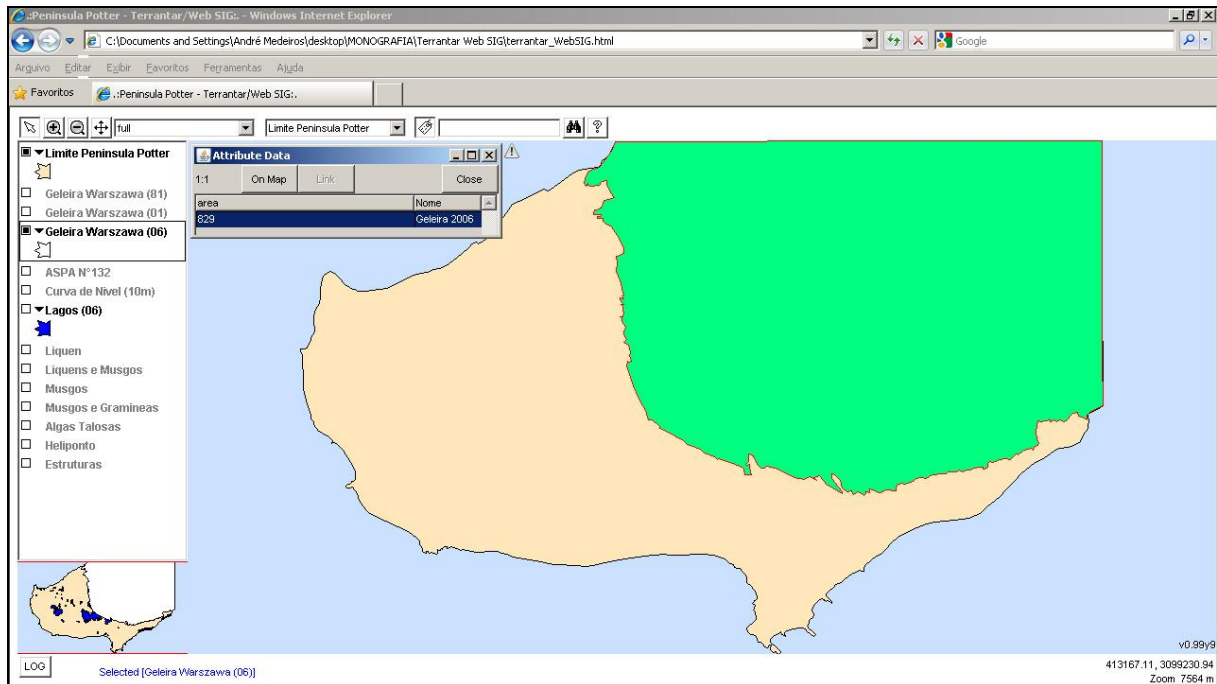 .:Peninsula Potter - Terrantar/Web SIG:. - Windows Internet Explorer
C:\Documents and Settings\André Medeiros\desktop\MONOGRAFIA\Terrantar Web SIG\terrantar_WebSIG.html
Google
Arquivo Editar Exibir Favoritos Ferramentas Ajuda
Favoritos .:Peninsula Potter - Terrantar/Web SIG:.
full Limite Peninsula Potter ?
Limite Peninsula Potter
Geleira Warszawa (81)
Geleira Warszawa (01)
Geleira Warszawa (06)
ASPA N°132
Curva de Nivel (10m)
Lagos (06)
Liquen
Liquens e Musgos
Musgos
Musgos e Gramineas
Algas Talosas
Heliponto
Estruturas
Attribute Data
1:1 On Map Link Close
area Nome
829 Geleira 2006
v0.99y9
LOG Selected [Geleira Warszawa (06)]
413167.11, 3099230.94
Zoom 7564 m